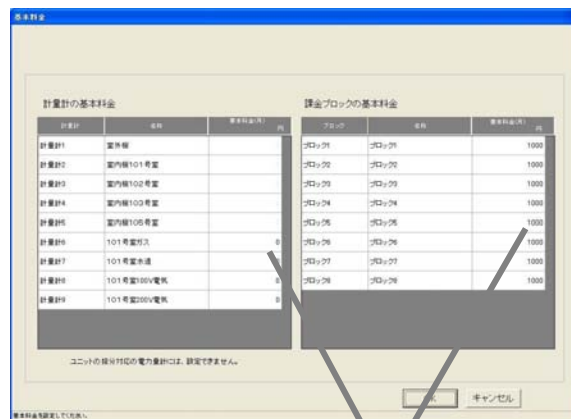 基本料金
計量計の基本料金
計量計 名称 基本料金(月) 円
計量計1 室外機
計量計2 室内機101号室
計量計3 室内機102号室
計量計4 室内機103号室
計量計5 室内機105号室
計量計6 101号室ガス 0
計量計7 101号室水道
計量計8 101号室100V電気 0
計量計9 101号室200V電気 0
ユニットの按分対応の電力量計には、設定できません。
課金ブロックの基本料金
ブロック 名称 基本料金(月) 円
ブロック1 ブロック1 1000
ブロック2 ブロック2 1000
ブロック3 ブロック3 1000
ブロック4 ブロック4 1000
ブロック5 ブロック5 1000
ブロック6 ブロック6 1000
ブロック7 ブロック7 1000
ブロック8 ブロック8 1000
OK キャンセル
基本料金を設定してください。